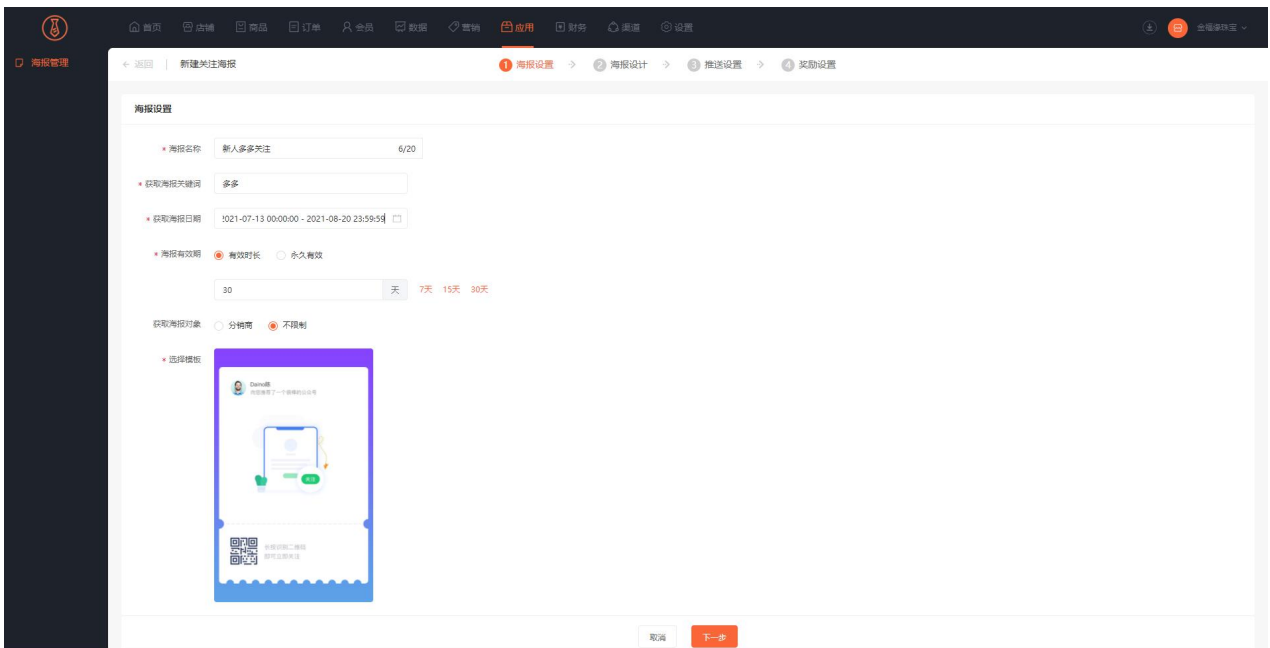 首页 店铺 商品 订单 会员 数据 营销 应用 财务 渠道 设置
海报管理
← 返回 | 新建关注海报
1 海报设置 → 2 海报设计 → 3 推送设置 → 4 奖励设置
海报设置
* 海报名称 新人多多关注 6/20
* 获取海报关键词 多多
* 获取海报日期 2021-07-13 00:00:00 - 2021-08-20 23:59:59
* 海报有效期 有效时长 永久有效
30 天 7天 15天 30天
获取海报对象 分销商 不限制
* 选择模板
关注
取消 下一步